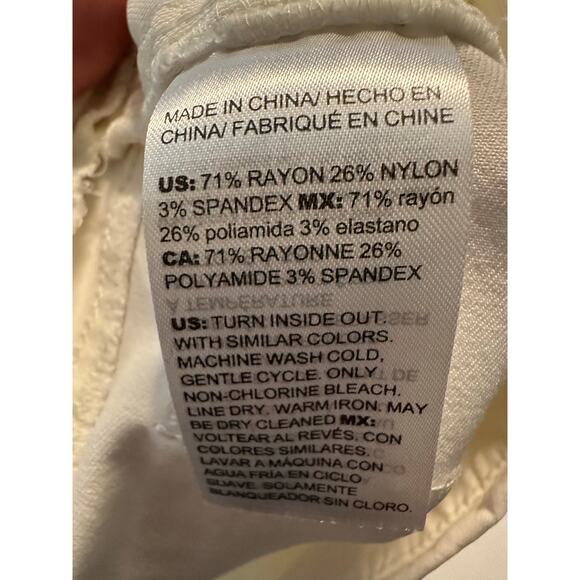 MADE IN CHINA/ HECHO EN
CHINA/ FABRIQUÉ EN CHINE
US: 71% RAYON 26% NYLON
3% SPANDEX MX: 71% rayón
26% poliamida 3% elastano
CA: 71% RAYONNE 26%
POLYAMIDE 3% SPANDEX
A TEMPERATURE
US: TURN INSIDE OUT.
WITH SIMILAR COLORS.
MACHINE WASH COLD,
GENTLE CYCLE. ONLY
NON-CHLORINE BLEACH.
LINE DRY. WARM IRON. MAY
BE DRY CLEANED MX:
VOLTEAR AL REVÉS. CON
COLORES SIMILARES.
LAVAR A MÁQUINA CON
AGUA FRÍA EN CICLO
SUAVE. SOLAMENTE
BLANQUEADOR SIN CLORO.